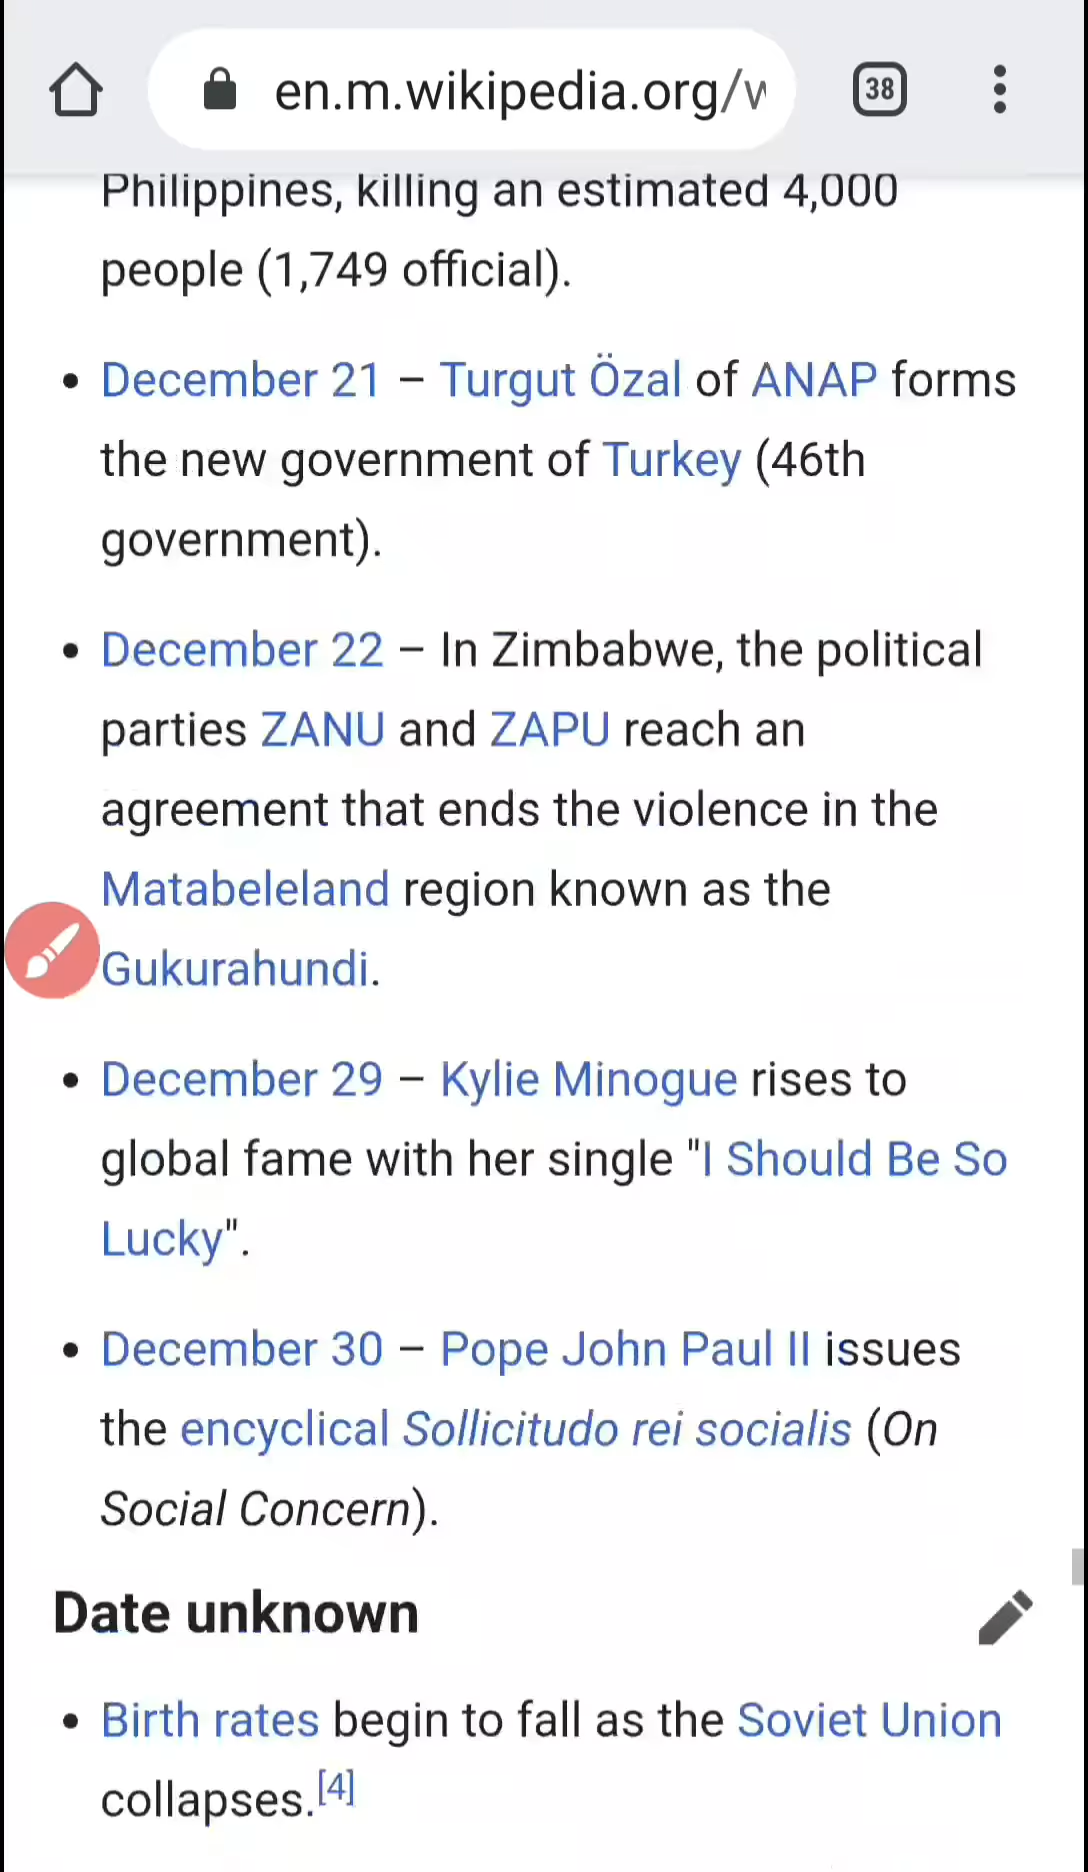 en.m.wikipedia.org/w
38
Philippines, killing an estimated 4,000
people (1,749 official).
• December 21 – Turgut Özal of ANAP forms
the new government of Turkey (46th
government).
• December 22 – In Zimbabwe, the political
parties ZANU and ZAPU reach an
agreement that ends the violence in the
Matabeleland region known as the
Gukurahundi.
• December 29 – Kylie Minogue rises to
global fame with her single "I Should Be So
Lucky".
• December 30 – Pope John Paul II issues
the encyclical Sollicitudo rei socialis (On
Social Concern).
Date unknown
• Birth rates begin to fall as the Soviet Union
collapses.[4]